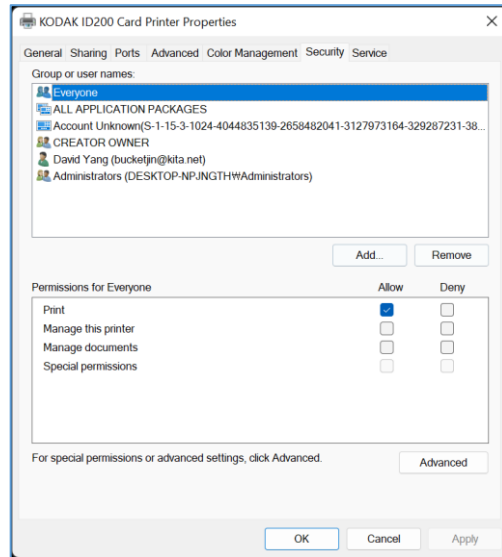 KODAK ID200 Card Printer Properties
General Sharing Ports Advanced Color Management Security Service
Group or user names:
Everyone
ALL APPLICATION PACKAGES
Account Unknown(S-1-15-3-1024-4044835139-2658482041-3127973164-329287231-38...
CREATOR OWNER
David Yang (bucketjin@kita.net)
Administrators (DESKTOP-NPJNGTH₩Administrators)
Add... Remove
Permissions for Everyone Allow Deny
Print
Manage this printer
Manage documents
Special permissions
For special permissions or advanced settings, click Advanced.
Advanced
OK Cancel Apply